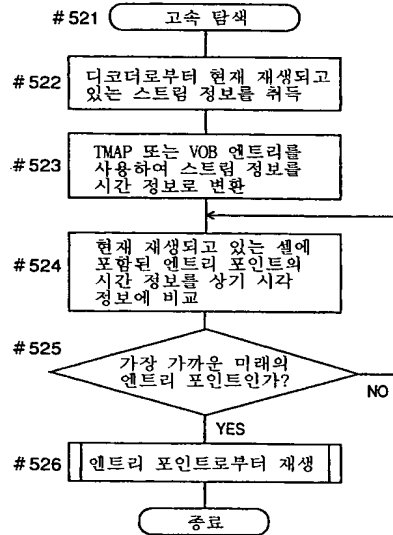 #521 고속 탐색
#522 디코더로부터 현재 재생되고
있는 스트림 정보를 취득
#523 TMAP 또는 VOB 엔트리를
사용하여 스트림 정보를
시간 정보로 변환
#524 현재 재생되고 있는 셀에
포함된 엔트리 포인트의
시간 정보를 상기 시각
정보에 비교
#525
가장 가까운 미래의
엔트리 포인트인가?
NO
YES
#526 엔트리 포인트로부터 재생
종료